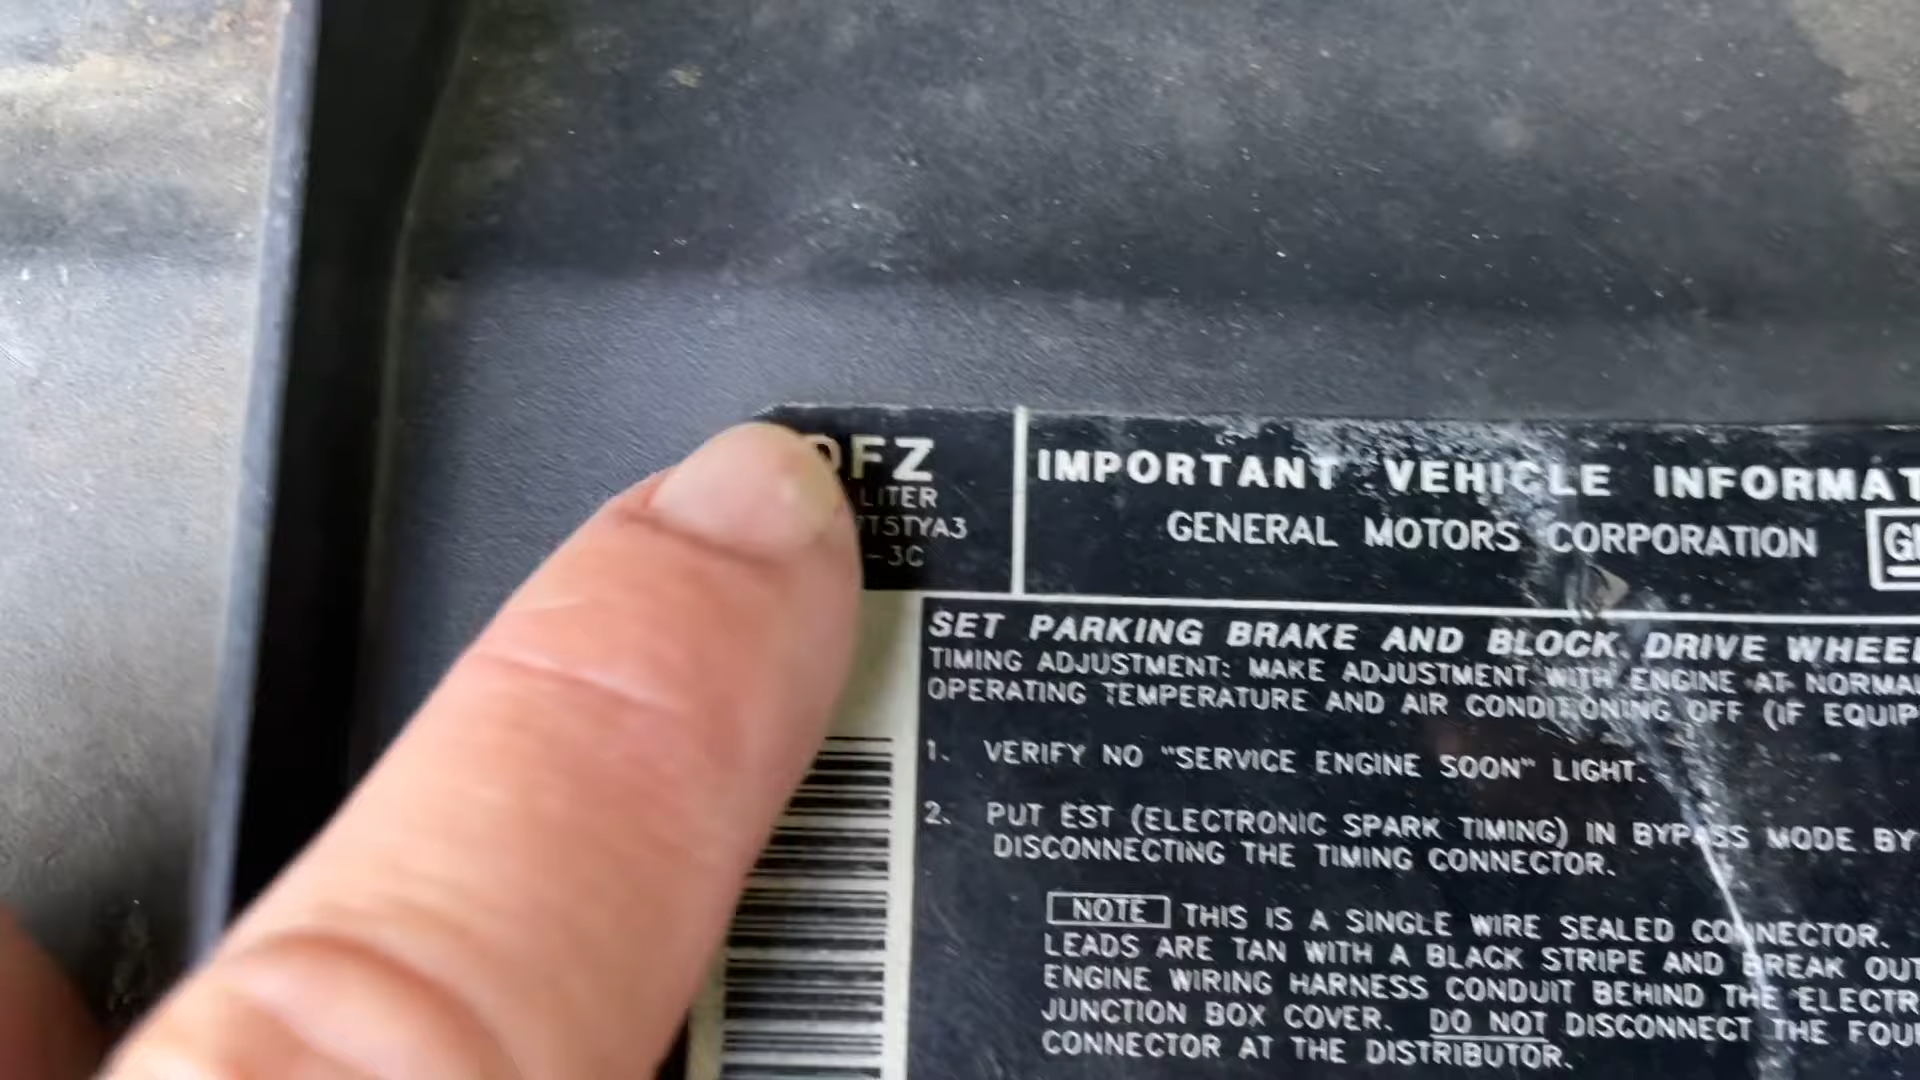 DFZ
LITER
T5TYA3
-3C
IMPORTANT VEHICLE INFORMAT
GENERAL MOTORS CORPORATION
SET PARKING BRAKE AND BLOCK DRIVE WHEEL
TIMING ADJUSTMENT: MAKE ADJUSTMENT WITH ENGINE AT NORMAL
OPERATING TEMPERATURE AND AIR CONDITIONING OFF (IF EQUIP
1. VERIFY NO "SERVICE ENGINE SOON" LIGHT.
2. PUT EST (ELECTRONIC SPARK TIMING) IN BYPASS MODE BY
DISCONNECTING THE TIMING CONNECTOR.
NOTE THIS IS A SINGLE WIRE SEALED CONNECTOR.
LEADS ARE TAN WITH A BLACK STRIPE AND BREAK OUT
ENGINE WIRING HARNESS CONDUIT BEHIND THE ELECTR
JUNCTION BOX COVER. DO NOT DISCONNECT THE FOU
CONNECTOR AT THE DISTRIBUTOR.